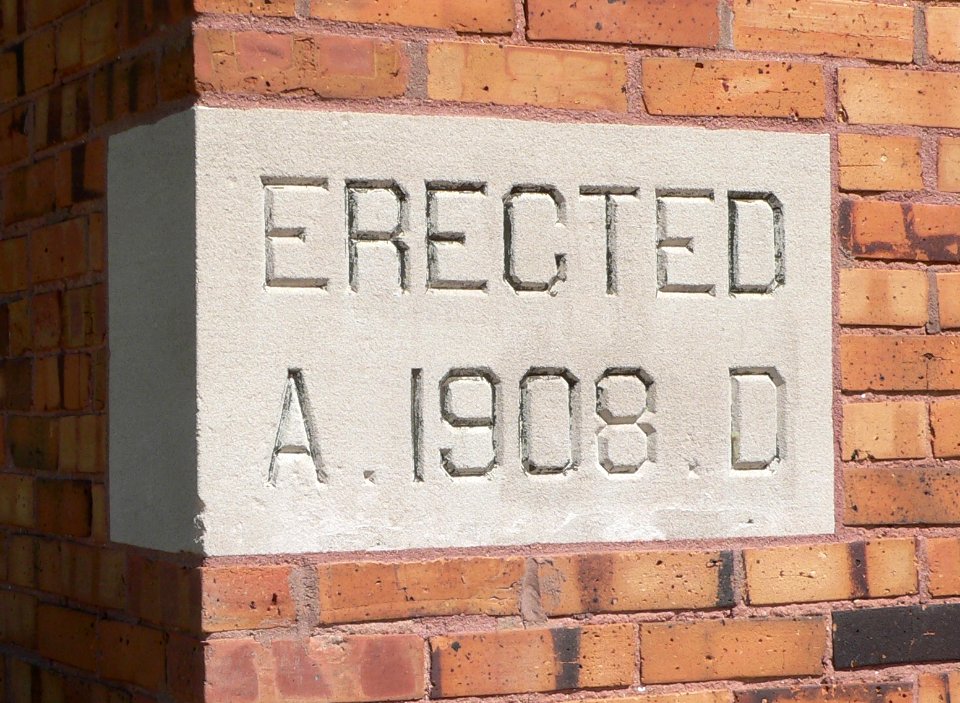 ERECTED
A. 1908 .D